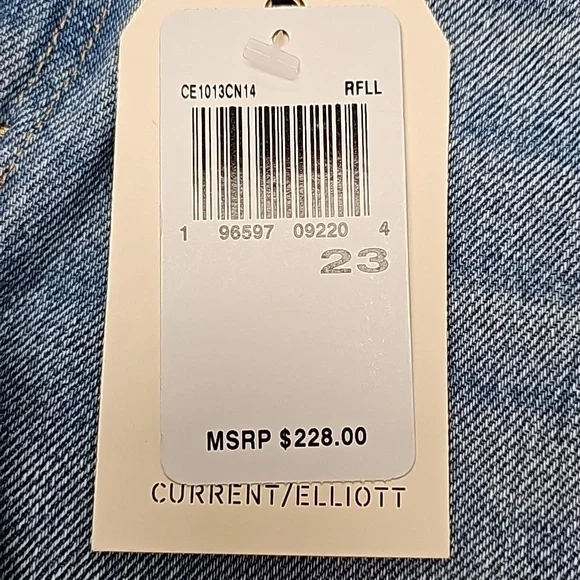 CE1013CN14 RFLL
1 96597 09220 4
23
MSRP $228.00
CURRENT/ELLIOTT